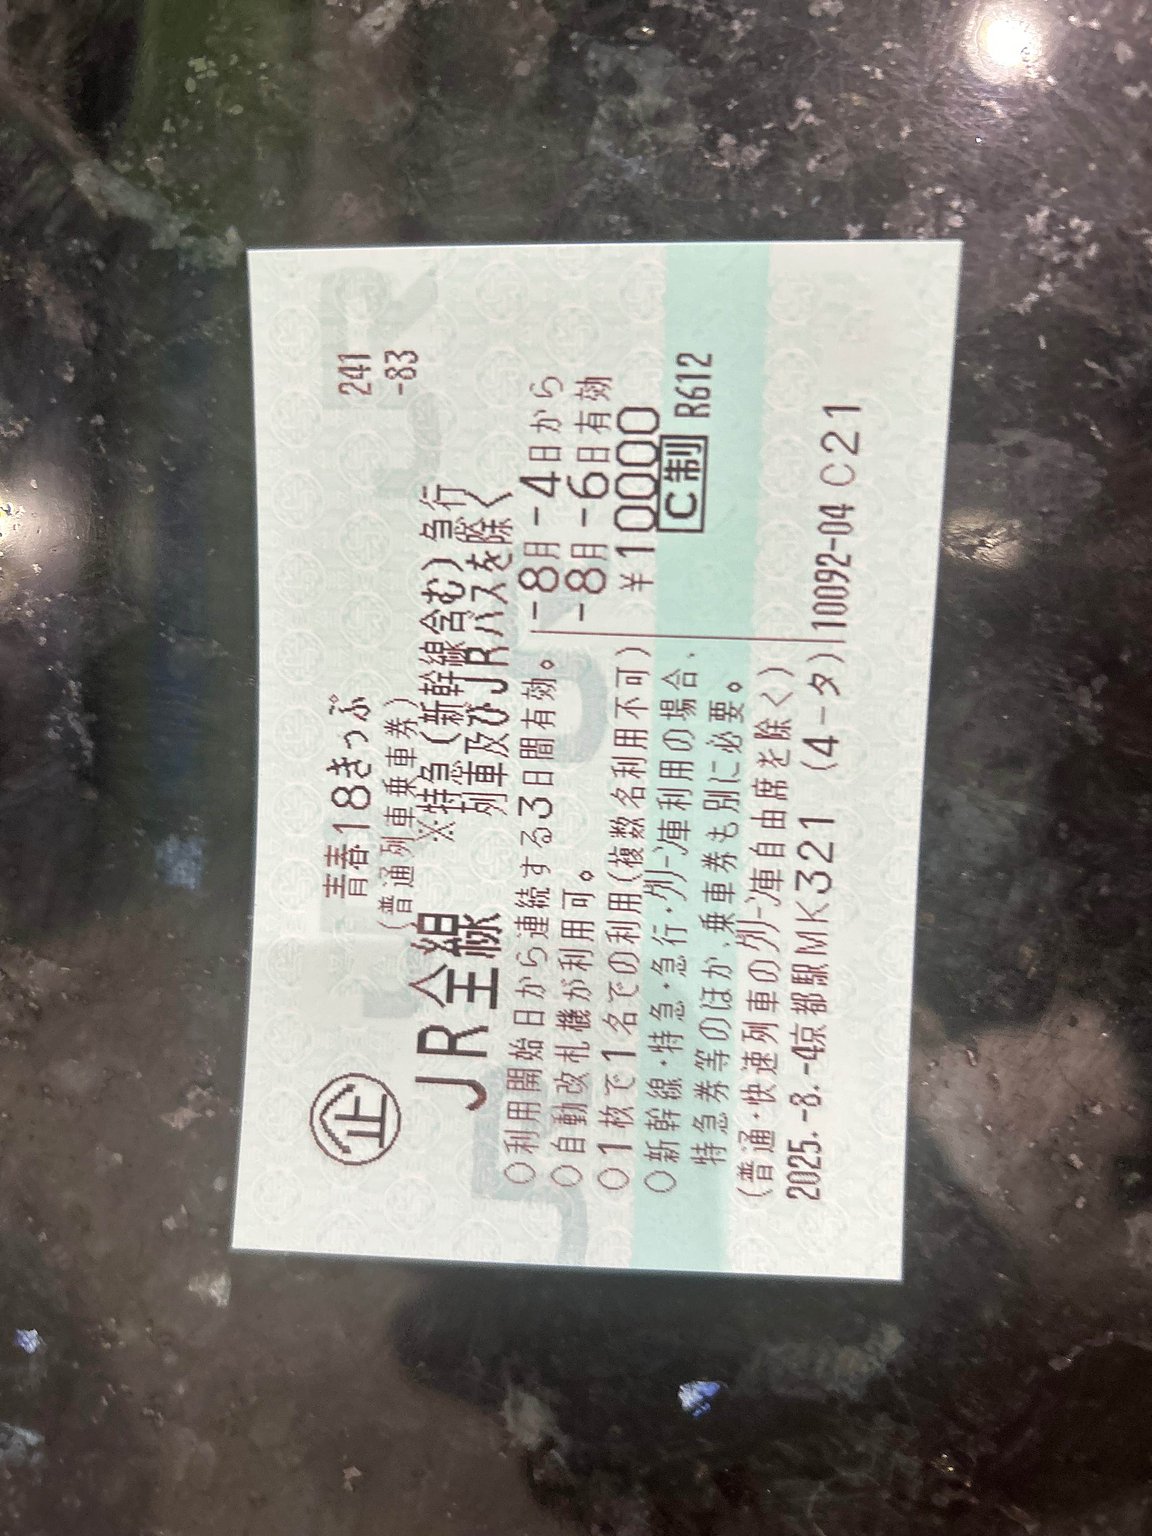 企 青春18きっぷ 241
(普通列車乗車券) -83
JR全線 ※特急(新幹線含む)急行
列車及びJRバスを除く
○利用開始日から連続する3日間有効。 -8月-4日から
○自動改札機が利用可。 -8月-6日有効
○1枚で1名での利用(複数名利用不可) ¥10000
○新幹線・特急・急行・グリーン車利用の場合、 C制 R612
特急券等のほか、乗車券も別に必要。
(普通・快速列車のグリーン車自由席を除く)
2025.-8.-4京都駅MK321 (4-タ) 10092-04 C21